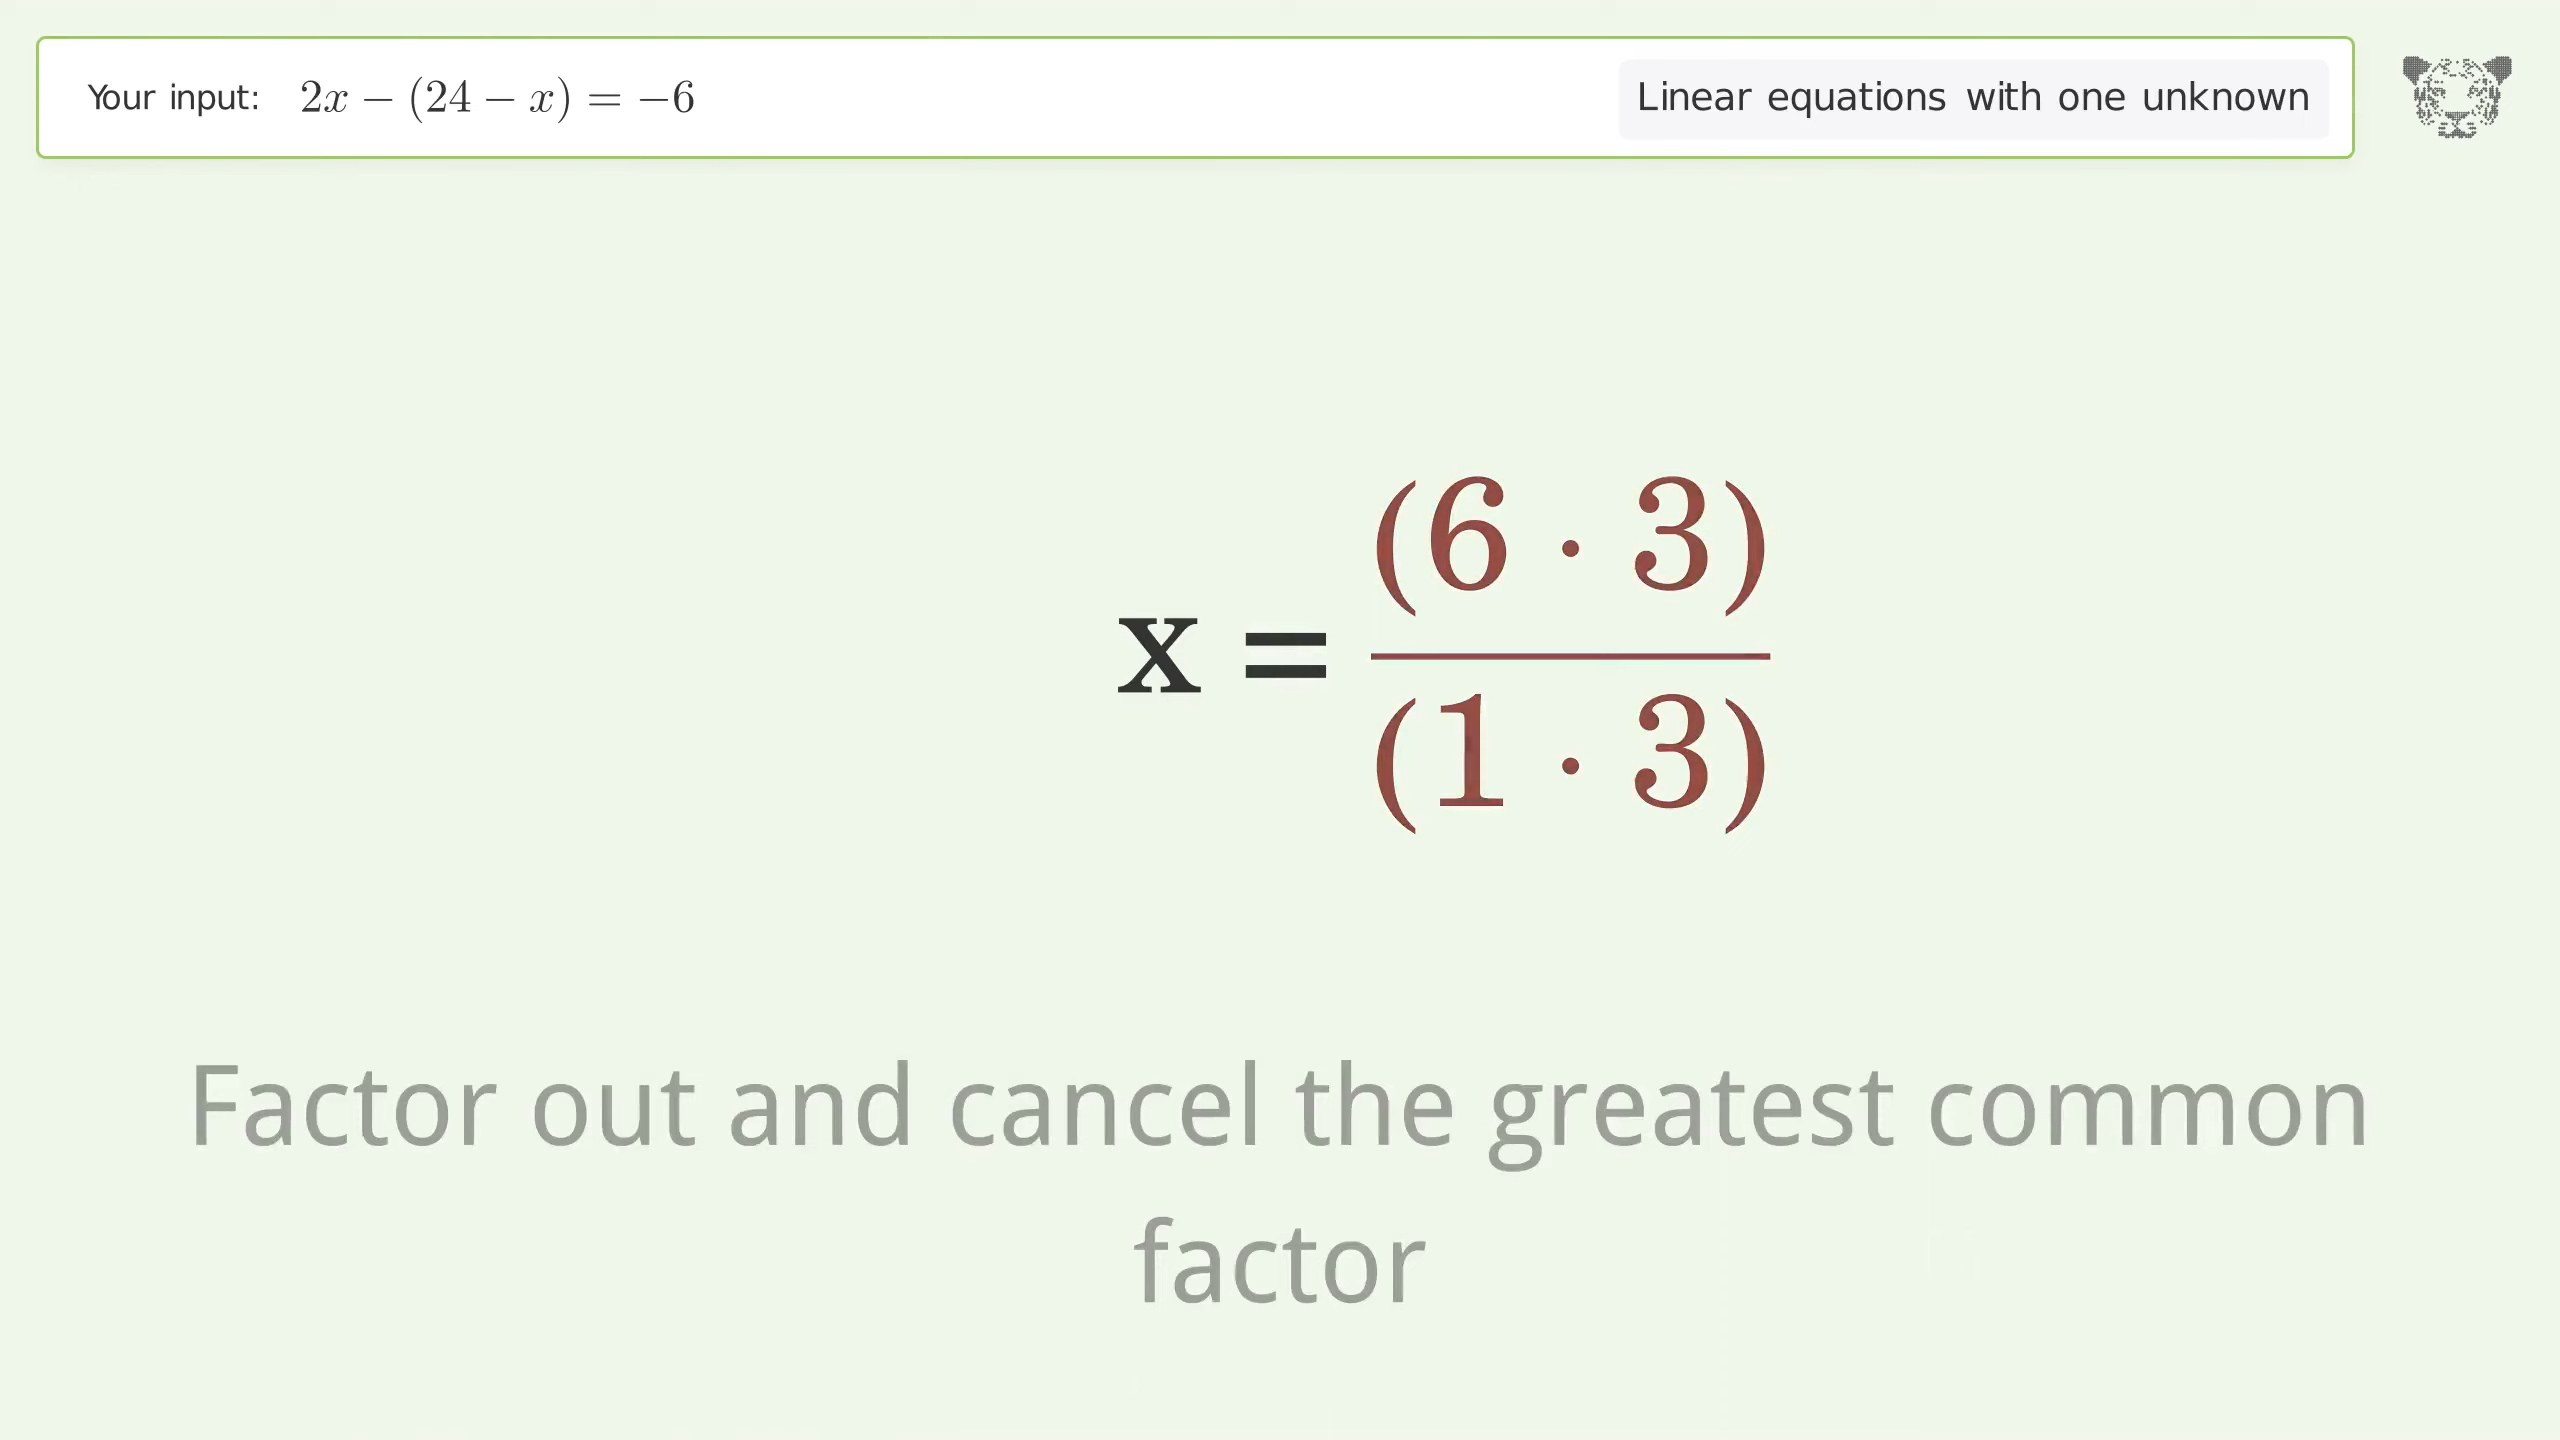 Your input: 2x − (24 − x) = −6
Linear equations with one unknown
x = (6 · 3) / (1 · 3)
Factor out and cancel the greatest common
factor